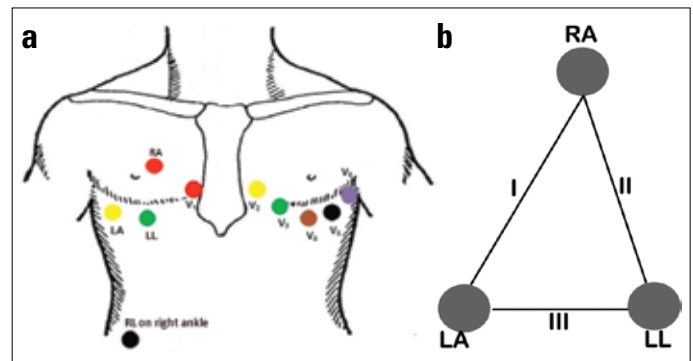 a
RA
V₁
V₂
V₃
V₄
V₅
V₆
LA
LL
RL on right ankle
b
RA
I
II
III
LA
LL